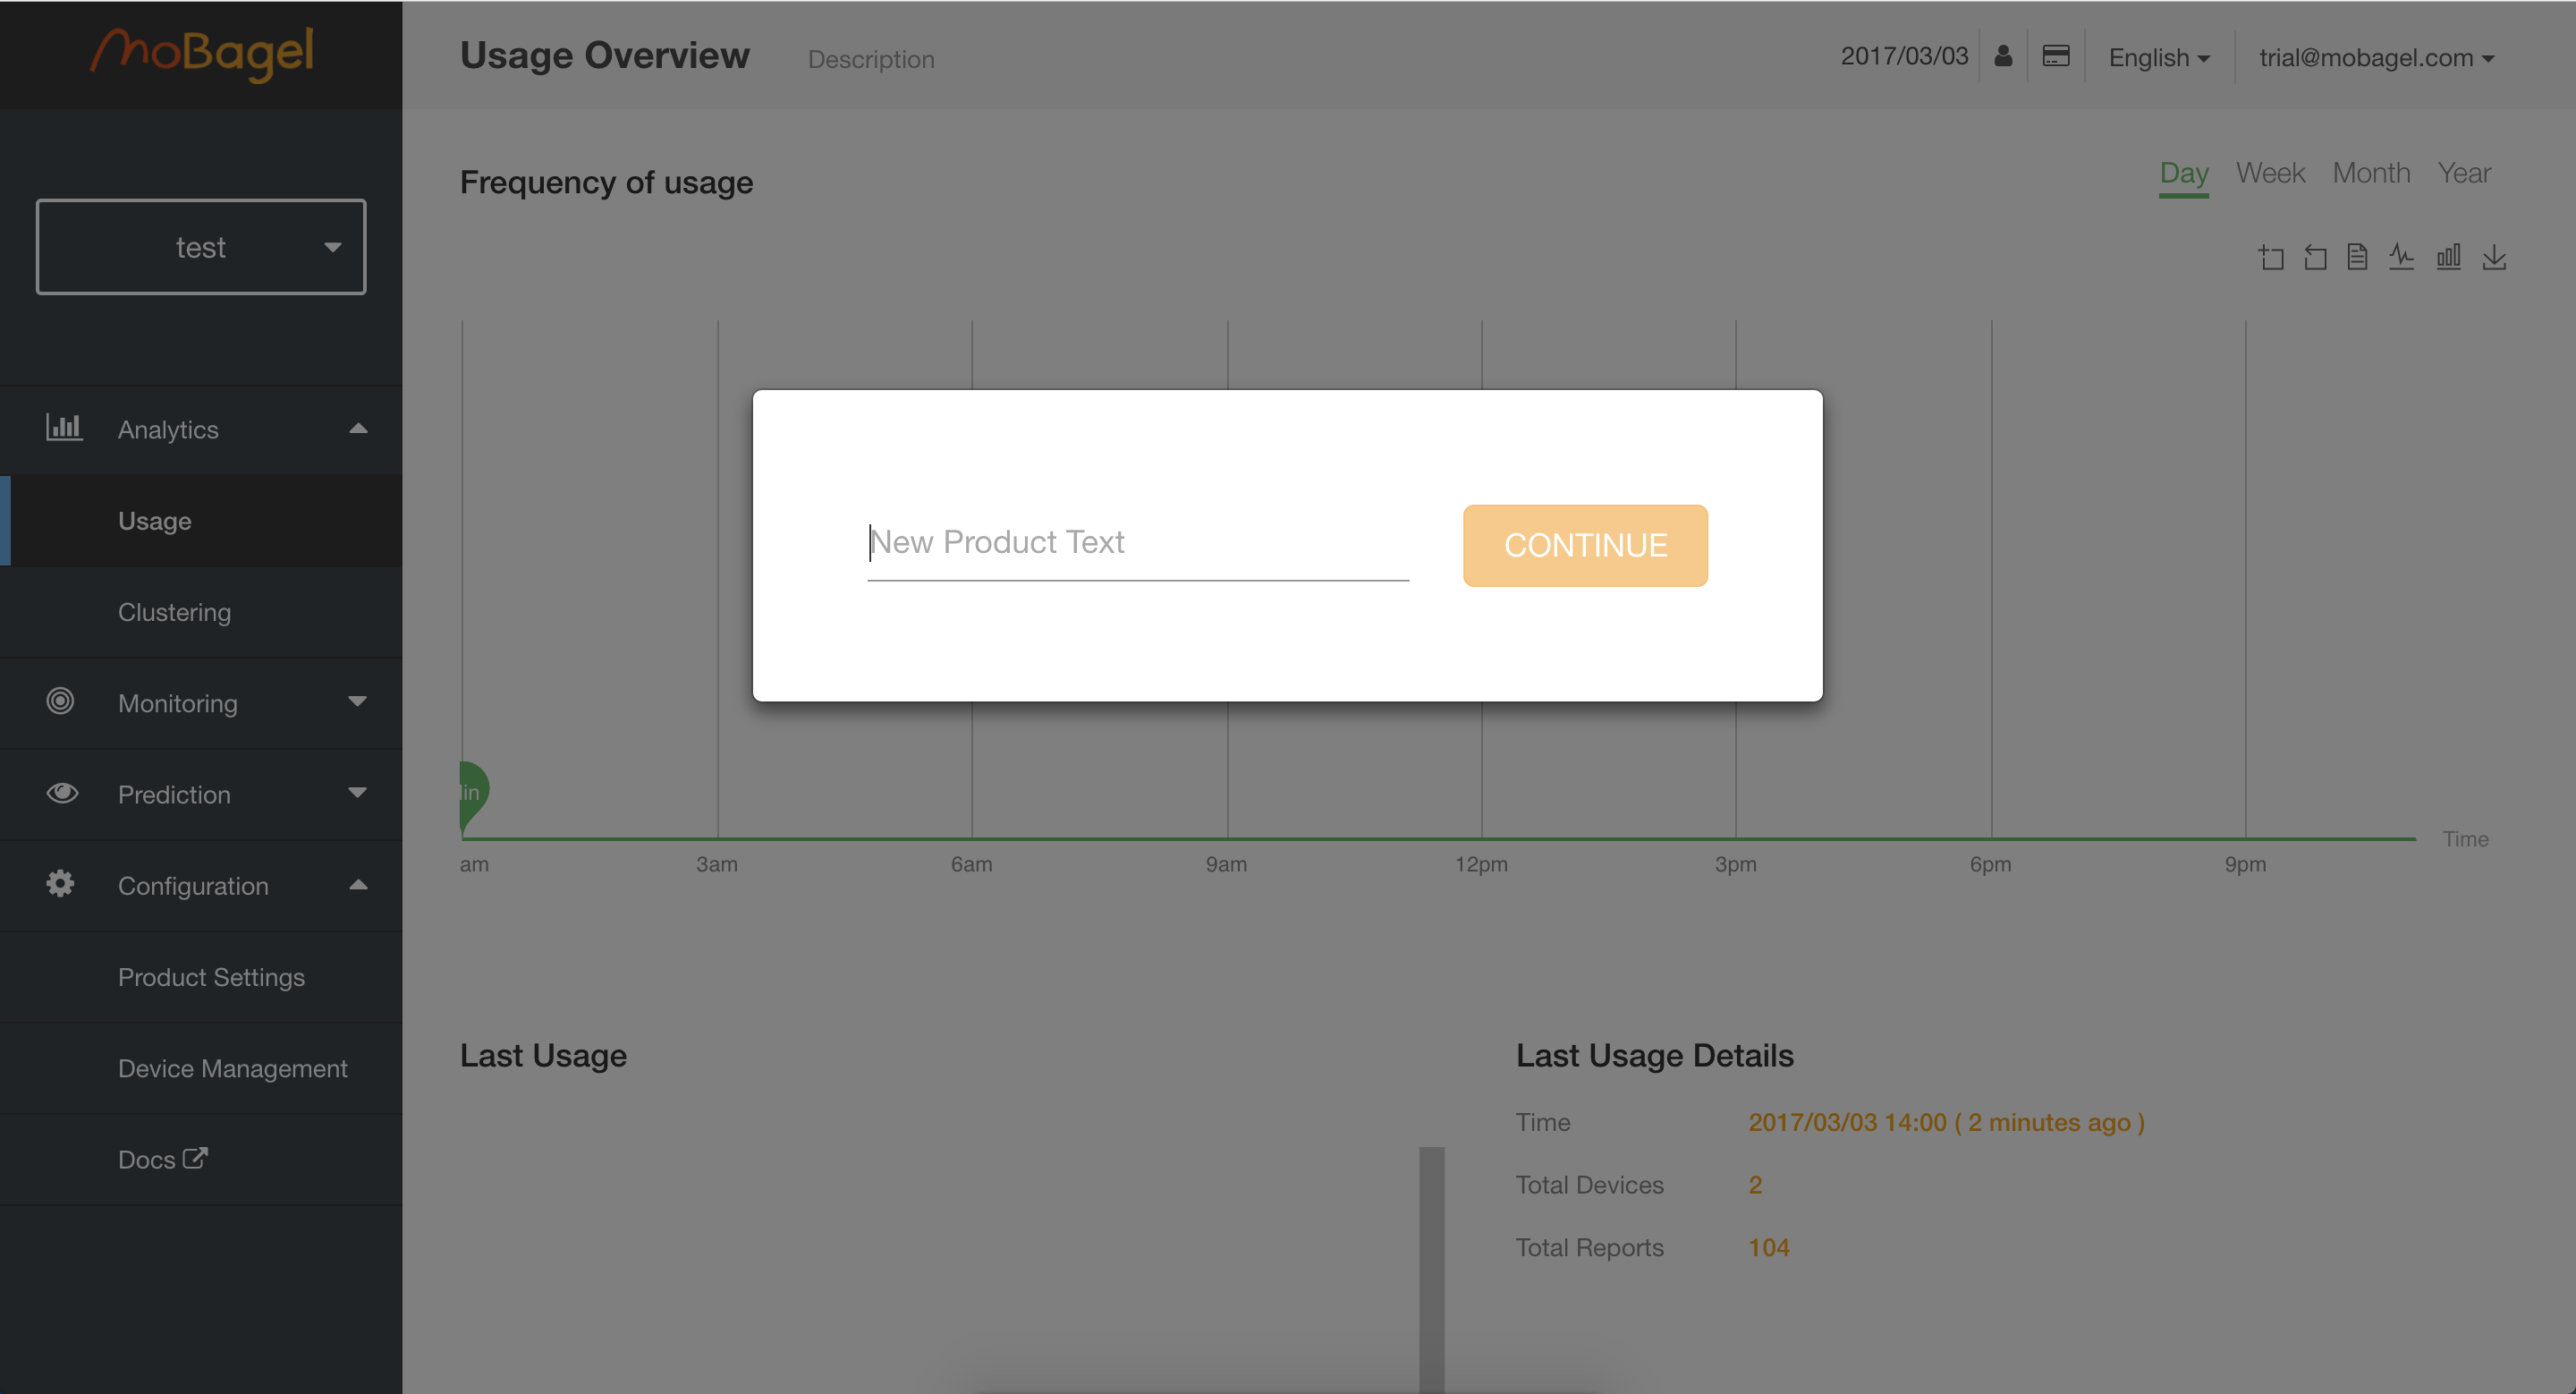 moBagel
Usage Overview
Description
2017/03/03
English
trial@mobagel.com
test
Analytics
Usage
Clustering
Monitoring
Prediction
Configuration
Product Settings
Device Management
Docs
Frequency of usage
Day Week Month Year
New Product Text
CONTINUE
in
Time
am 3am 6am 9am 12pm 3pm 6pm 9pm
Last Usage
Last Usage Details
Time 2017/03/03 14:00 ( 2 minutes ago )
Total Devices 2
Total Reports 104